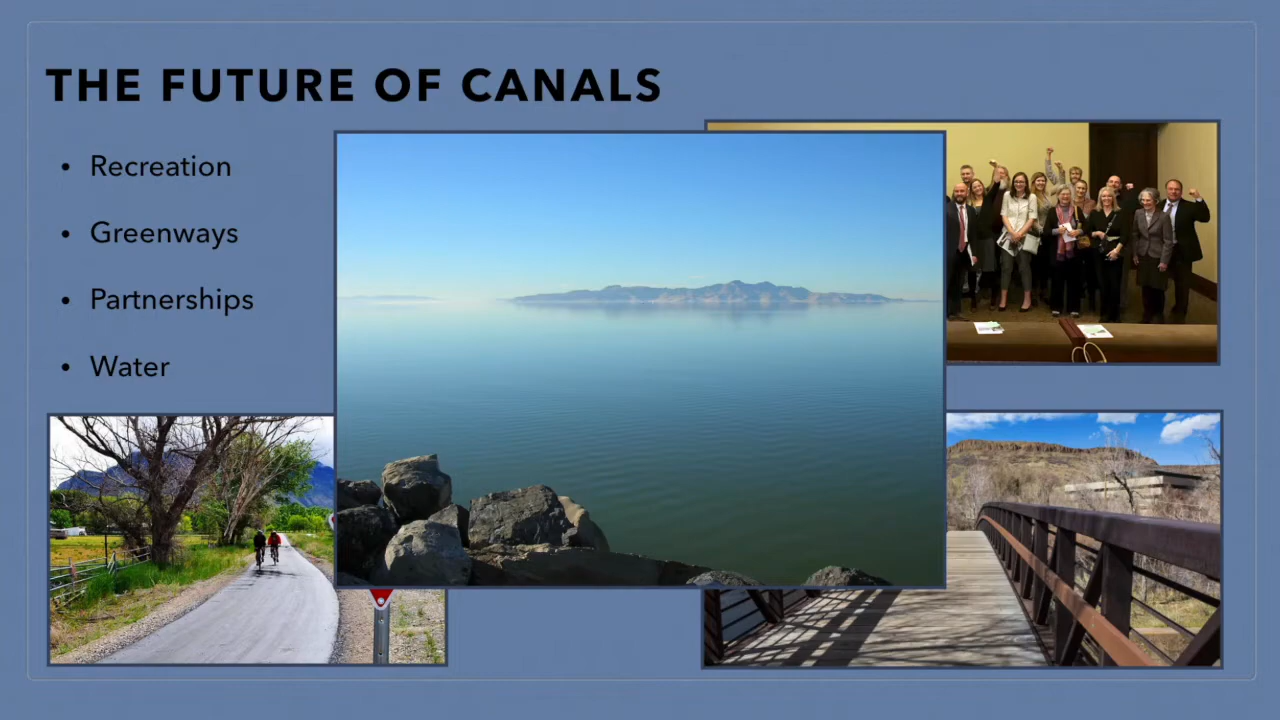 THE FUTURE OF CANALS
• Recreation
• Greenways
• Partnerships
• Water